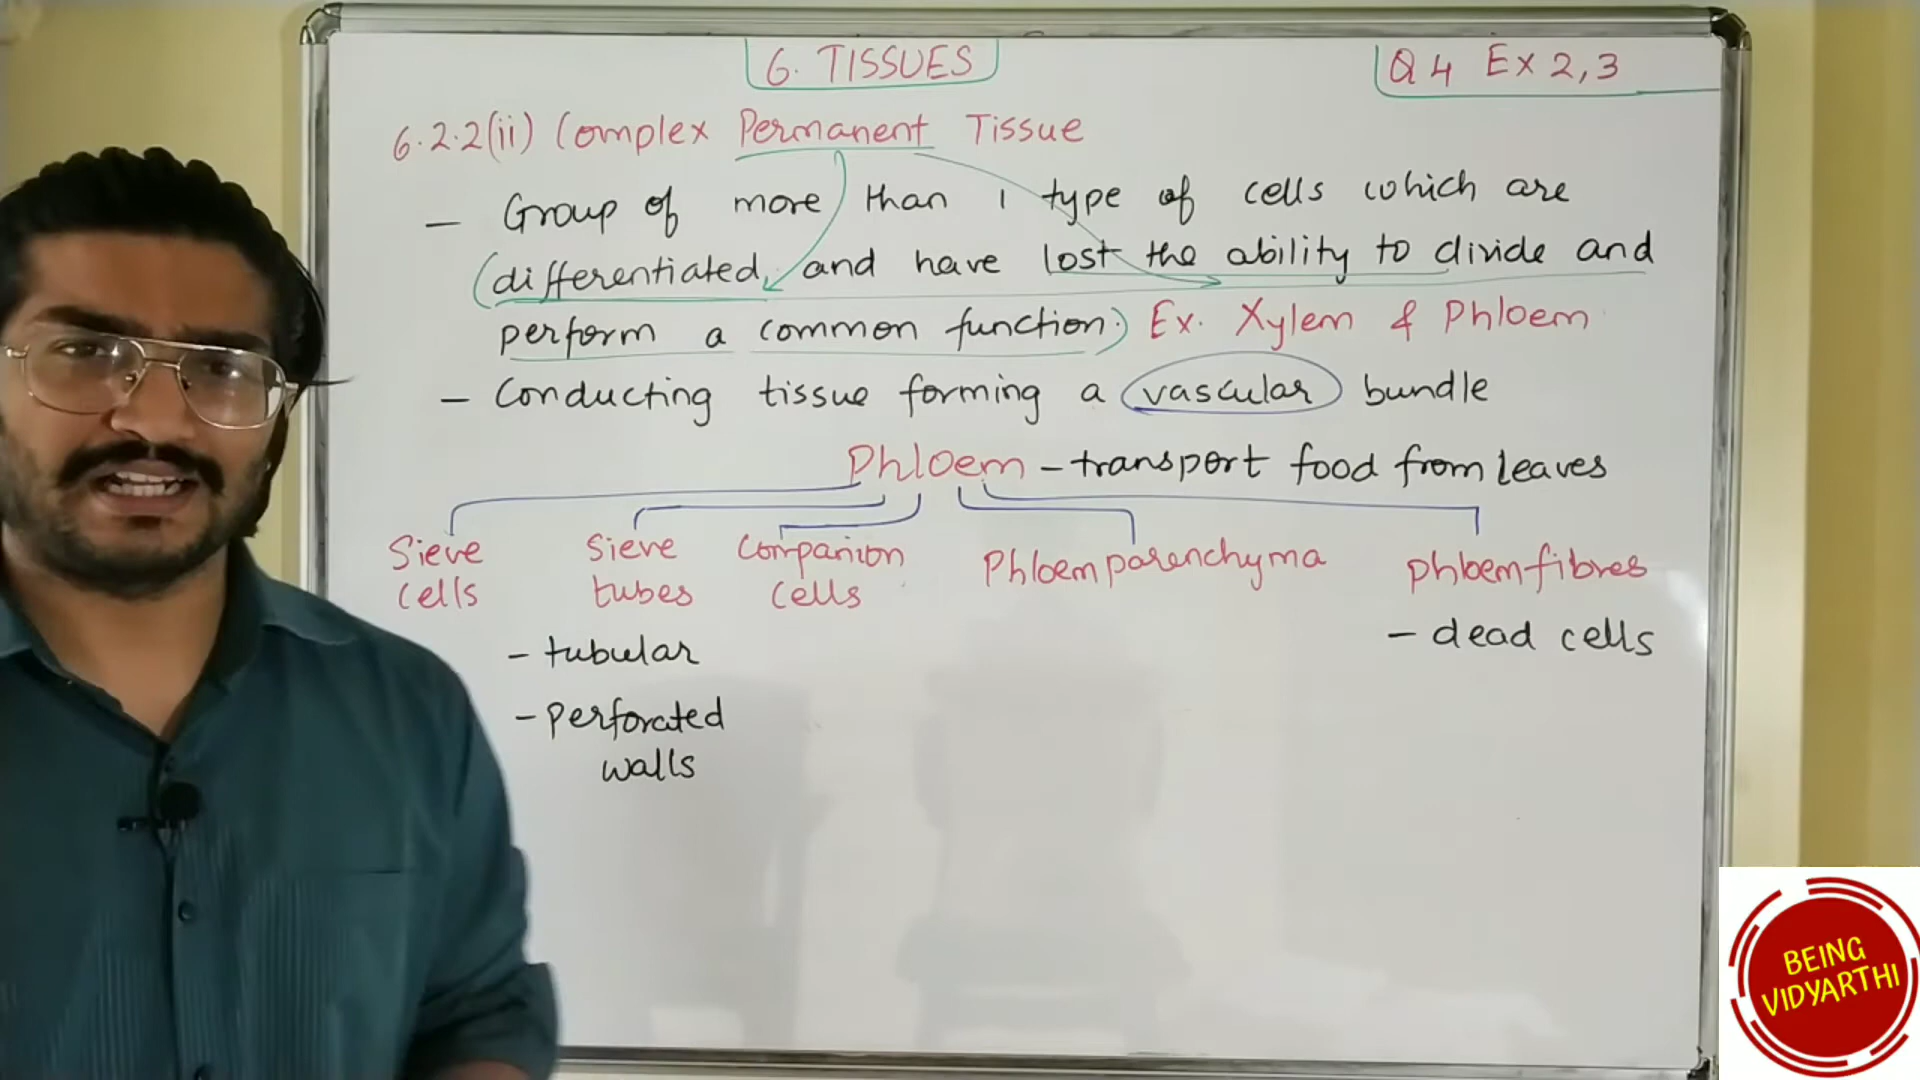 6. TISSUES
Q4 Ex 2,3
6.2.2(ii) Complex Permanent Tissue
— Group of more than 1 type of cells which are
(differentiated, and have lost the ability to divide and
perform a common function.) Ex. Xylem & Phloem
— Conducting tissue forming a vascular bundle
Phloem – transport food from leaves
Sieve cells
Sieve tubes
Companion cells
Phloem parenchyma
phloem fibres
– tubular
– perforated
walls
– dead cells
BEING
VIDYARTHI